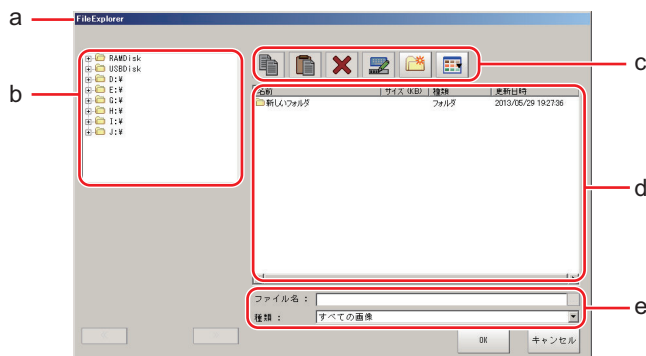 a
FileExplorer
b
RAMDisk
USBDisk
D:¥
E:¥
G:¥
H:¥
I:¥
J:¥
c
名前 サイズ (KB) 種類 更新日時
新しいフォルダ フォルダ 2013/05/29 19:27:36
d
ファイル名：
種類： すべての画像
e
OK キャンセル